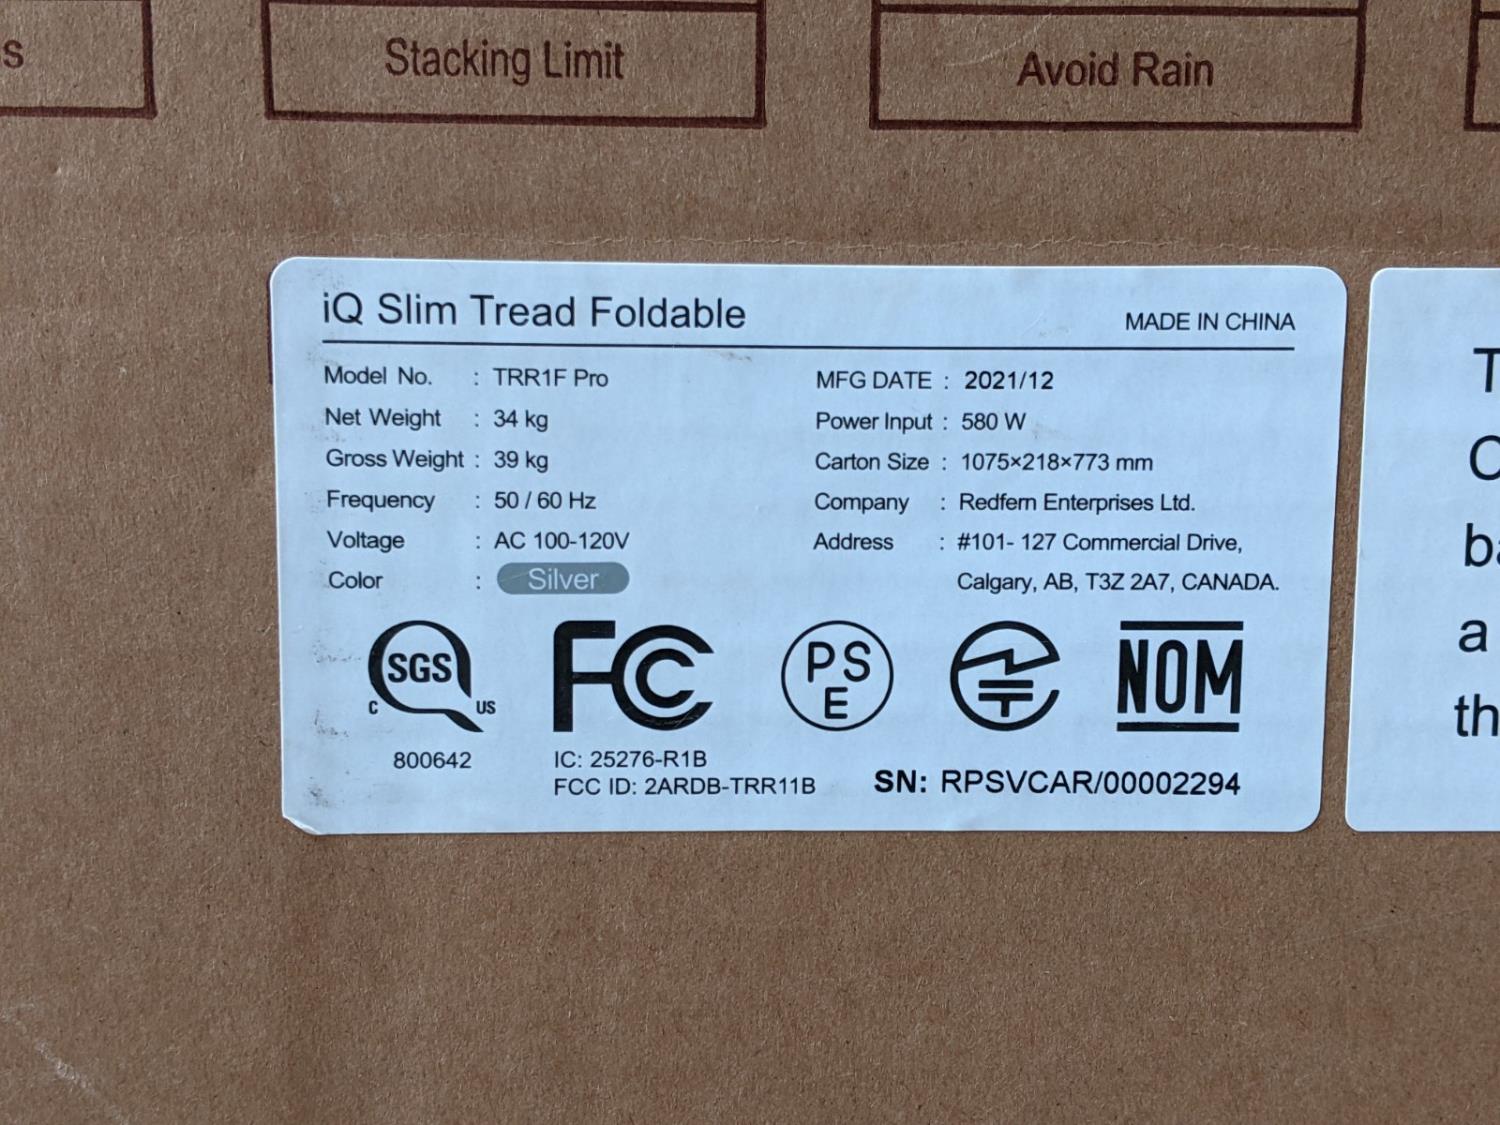 s
Stacking Limit
Avoid Rain
iQ Slim Tread Foldable
MADE IN CHINA
Model No. : TRR1F Pro
Net Weight : 34 kg
Gross Weight : 39 kg
Frequency : 50 / 60 Hz
Voltage : AC 100-120V
Color : Silver
MFG DATE : 2021/12
Power Input : 580 W
Carton Size : 1075×218×773 mm
Company : Redfern Enterprises Ltd.
Address : #101- 127 Commercial Drive,
Calgary, AB, T3Z 2A7, CANADA.
SGS
C US
800642
FC
IC: 25276-R1B
FCC ID: 2ARDB-TRR11B
PS
E
NOM
SN: RPSVCAR/00002294
T
C
ba
a
th